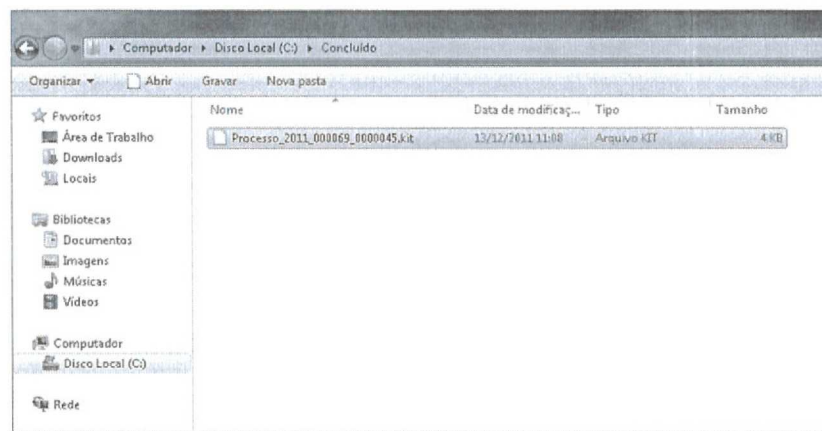 Computador Disco Local (C:) Concluído
Organizar Abrir Gravar Nova pasta
Nome Data de modificaç... Tipo Tamanho
Processo_2011_000069_0000045.kit 13/12/2011 11:08 Arquivo KIT 4 KB
Favoritos
Área de Trabalho
Downloads
Locais
Bibliotecas
Documentos
Imagens
Músicas
Vídeos
Computador
Disco Local (C:)
Rede